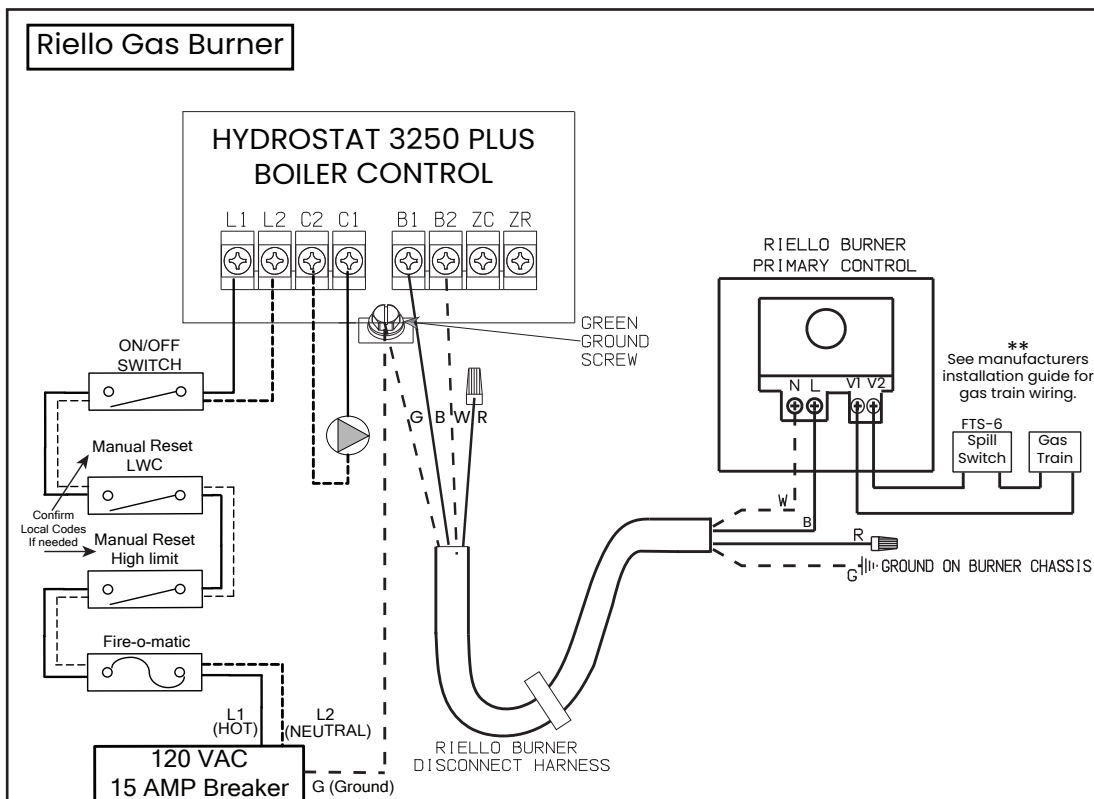 Riello Gas Burner
HYDROSTAT 3250 PLUS
BOILER CONTROL
L1 L2 C2 C1 B1 B2 ZC ZR
GREEN
GROUND
SCREW
ON/OFF
SWITCH
Manual Reset
LWC
Confirm
Local Codes
If needed
Manual Reset
High limit
Fire-o-matic
L1
(HOT)
L2
(NEUTRAL)
120 VAC
15 AMP Breaker
G (Ground)
G B W R
RIELLO BURNER
DISCONNECT HARNESS
RIELLO BURNER
PRIMARY CONTROL
N L V1 V2
**
See manufacturers
installation guide for
gas train wiring.
FTS-6
Spill
Switch
Gas
Train
W
B
R
G
GROUND ON BURNER CHASSIS